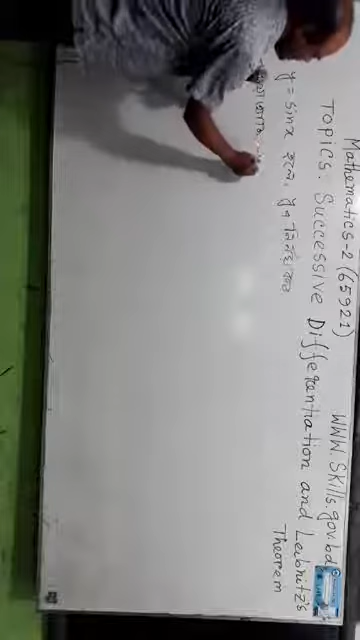 Mathematics-2 (65921) WWW.Skills.gov.bd
Topics: Successive Differentiation and Leibnitz's
Theorem
y = sinx হলে, yₙ নির্ণয় কর